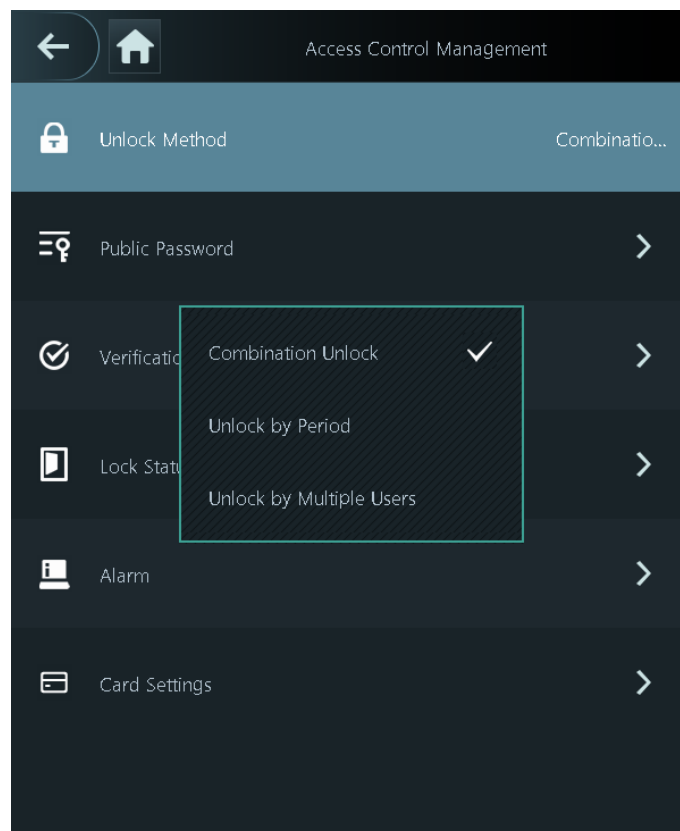 Access Control Management
Unlock Method
Combinatio...
Public Password
Verificatio
Combination Unlock
Unlock by Period
Lock Statu
Unlock by Multiple Users
Alarm
Card Settings